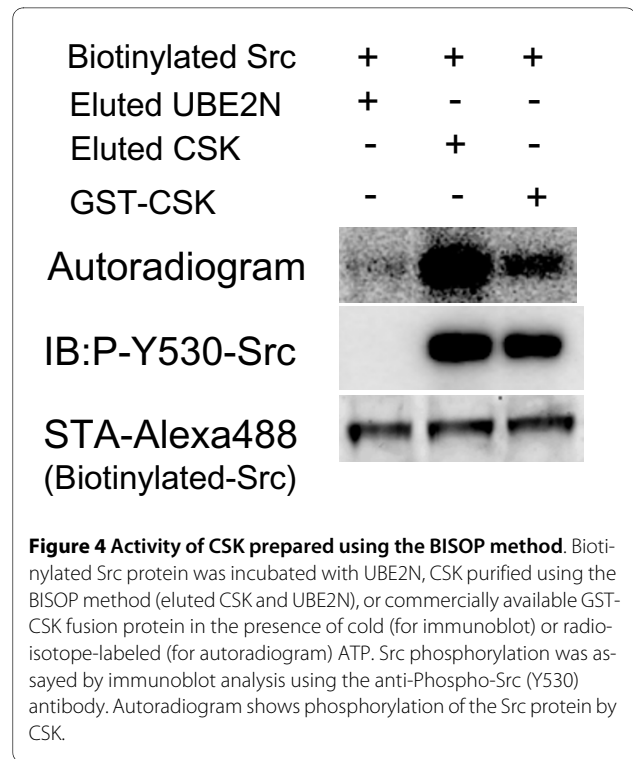 Biotinylated Src + + +
Eluted UBE2N + - -
Eluted CSK - + -
GST-CSK - - +
Autoradiogram
IB:P-Y530-Src
STA-Alexa488
(Biotinylated-Src)
Figure 4 Activity of CSK prepared using the BISOP method. Bioti-
nylated Src protein was incubated with UBE2N, CSK purified using the
BISOP method (eluted CSK and UBE2N), or commercially available GST-
CSK fusion protein in the presence of cold (for immunoblot) or radio-
isotope-labeled (for autoradiogram) ATP. Src phosphorylation was as-
sayed by immunoblot analysis using the anti-Phospho-Src (Y530)
antibody. Autoradiogram shows phosphorylation of the Src protein by
CSK.